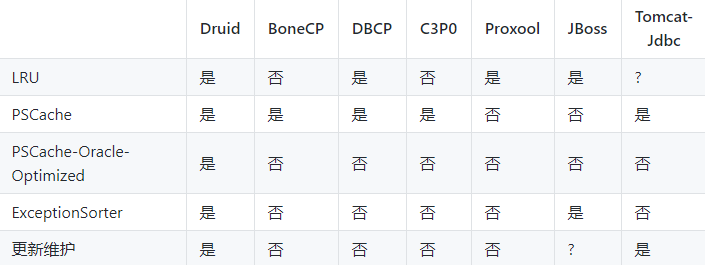 Druid BoneCP DBCP C3P0 Proxool JBoss Tomcat-
Jdbc
LRU 是 否 是 否 是 是 ?
PSCache 是 是 是 是 否 否 是
PSCache-Oracle-
Optimized 是 否 否 否 否 否 否
ExceptionSorter 是 否 否 否 否 是 否
更新维护 是 否 否 否 否 ? 是